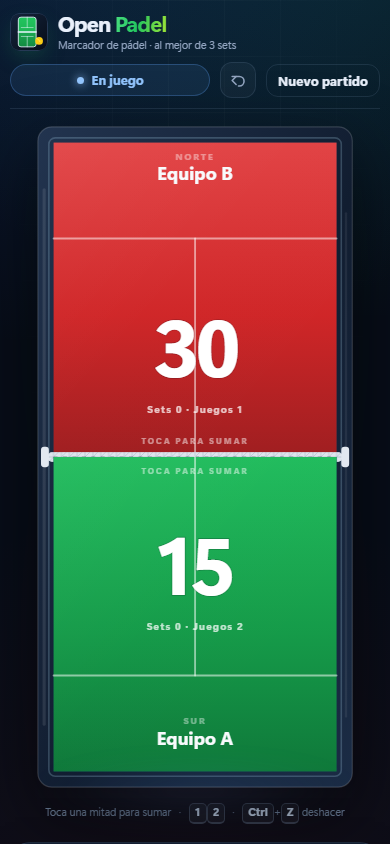 Open Padel
Marcador de pádel · al mejor de 3 sets
En juego
Nuevo partido
NORTE
Equipo B
30
Sets 0 · Juegos 1
TOCA PARA SUMAR
TOCA PARA SUMAR
15
Sets 0 · Juegos 2
SUR
Equipo A
Toca una mitad para sumar · 1 2 · Ctrl+Z deshacer